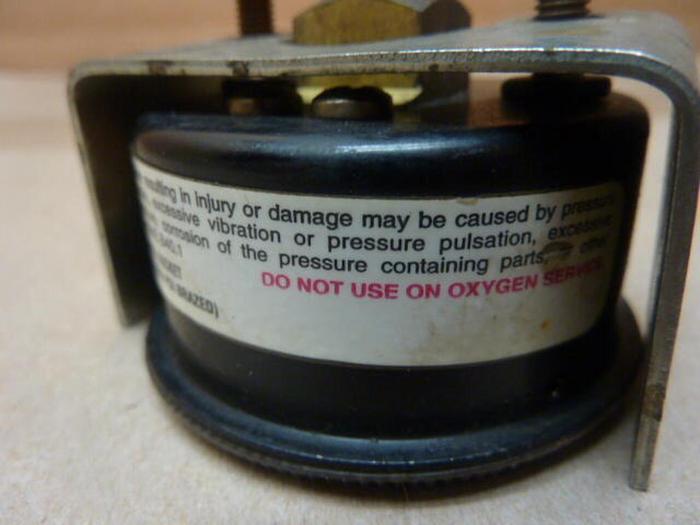 resulting in injury or damage may be caused by pressure
excessive vibration or pressure pulsation, excessive
corrosion of the pressure containing parts, other
DO NOT USE ON OXYGEN SERVICE
BRAZED)